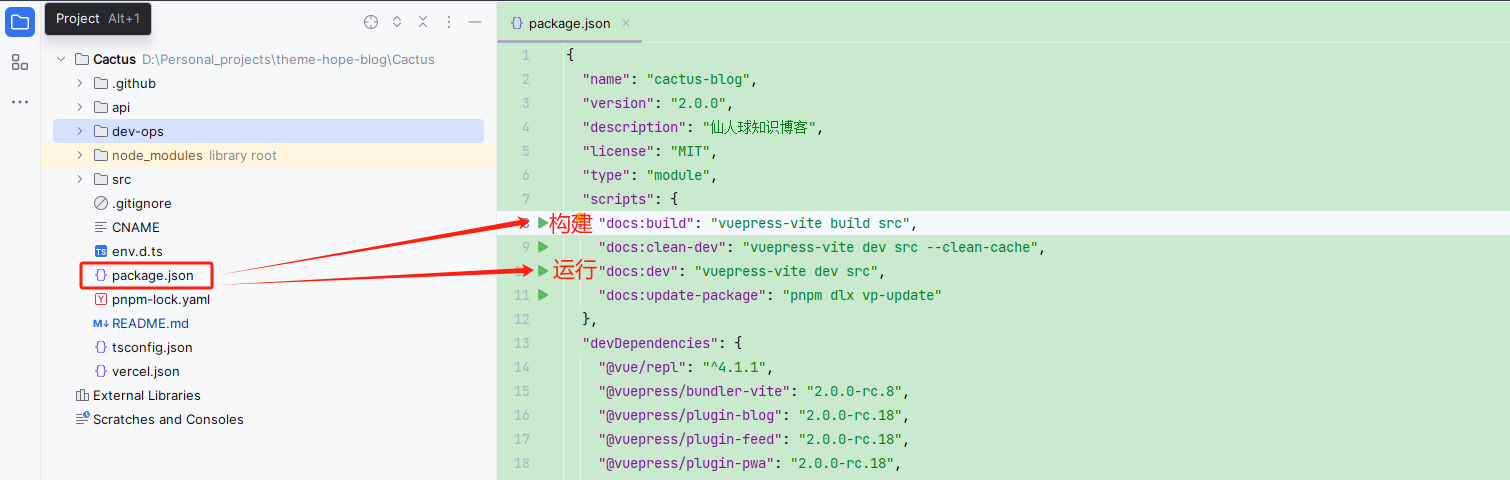 Project Alt+1
Cactus D:\Personal_projects\theme-hope-blog\Cactus
.github
api
dev-ops
node_modules library root
src
.gitignore
CNAME
env.d.ts
package.json
pnpm-lock.yaml
README.md
tsconfig.json
vercel.json
External Libraries
Scratches and Consoles
package.json
1 {
2 "name": "cactus-blog",
3 "version": "2.0.0",
4 "description": "仙人球知识博客",
5 "license": "MIT",
6 "type": "module",
7 "scripts": {
8 构建 "docs:build": "vuepress-vite build src",
9 "docs:clean-dev": "vuepress-vite dev src --clean-cache",
运行 "docs:dev": "vuepress-vite dev src",
11 "docs:update-package": "pnpm dlx vp-update"
12 },
13 "devDependencies": {
14 "@vue/repl": "^4.1.1",
15 "@vuepress/bundler-vite": "2.0.0-rc.8",
16 "@vuepress/plugin-blog": "2.0.0-rc.18",
17 "@vuepress/plugin-feed": "2.0.0-rc.18",
18 "@vuepress/plugin-pwa": "2.0.0-rc.18",